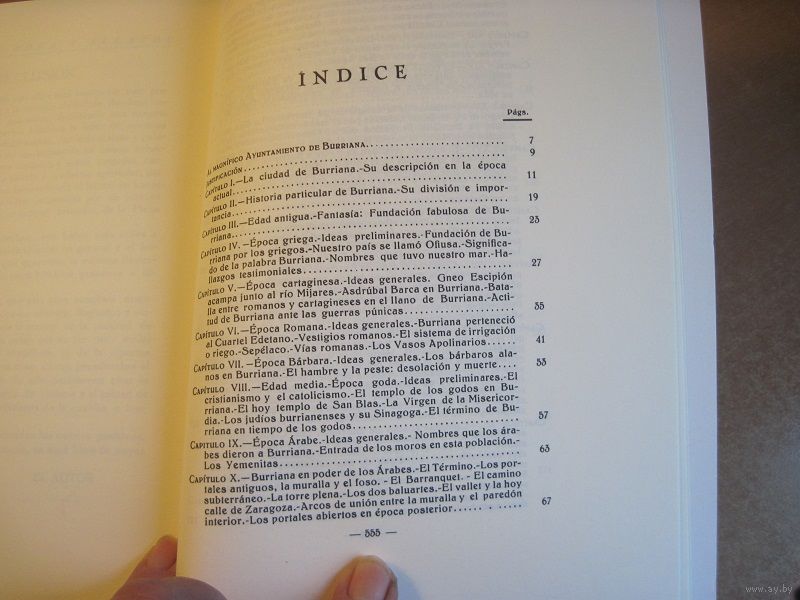 ÍNDICE
Págs.
AL MAGNÍFICO AYUNTAMIENTO DE BURRIANA. . . . . . . . . . . . . . . 7
JUSTIFICACIÓN. . . . . . . . . . . . . . . . . . . . . . . . . . . . 9
CAPÍTULO I.—La ciudad de Burriana.-Su descripción en la época
actual . . . . . . . . . . . . . . . . . . . . . . . . . . . . 11
CAPÍTULO II.—Historia particular de Burriana.-Su división e impor-
tancia . . . . . . . . . . . . . . . . . . . . . . . . . . . . 19
CAPÍTULO III.—Edad antigua.-Fantasía: Fundación fabulosa de Bu-
rriana. . . . . . . . . . . . . . . . . . . . . . . . . . . . 23
CAPÍTULO IV.—Época griega.-Ideas preliminares.-Fundación de Bu-
rriana por los griegos.-Nuestro país se llamó Ofiusa.-Significa-
do de la palabra Burriana.-Nombres que tuvo nuestro mar.-Ha-
llazgos testimoniales . . . . . . . . . . . . . . . . . . . . 27
CAPÍTULO V.—Época cartaginesa.-Ideas generales. Gneo Escipión
acampa junto al río Mijares.-Asdrúbal Barca en Burriana.-Bata-
lla entre romanos y cartagineses en el llano de Burriana.-Acti-
tud de Burriana ante las guerras púnicas . . . . . . . . . . . 35
CAPÍTULO VI.—Época Romana.-Ideas generales.-Burriana perteneció
al Cuartel Edetano.-Vestigios romanos.-El sistema de irrigación
o riego.-Sepélaco.-Vías romanas.-Los Vasos Apolinarios . . . . 41
CAPÍTULO VII.—Época Bárbara.-Ideas generales.-Los bárbaros ala-
nos en Burriana.-El hambre y la peste: desolación y muerte . . . 53
CAPÍTULO VIII.—Edad media.-Época goda.-Ideas preliminares.-El
cristianismo y el catolicismo.-El templo de los godos en Bu-
rriana.-El hoy templo de San Blas.-La Virgen de la Misericor-
dia.-Los judíos burrianenses y su Sinagoga.-El término de Bu-
rriana en tiempo de los godos. . . . . . . . . . . . . . . . . 57
CAPÍTULO IX.—Época Árabe.-Ideas generales.- Nombres que los ára-
bes dieron a Burriana.-Entrada de los moros en esta población.-
Los Yemenitas . . . . . . . . . . . . . . . . . . . . . . . . 63
CAPÍTULO X.—Burriana en poder de los Árabes.-El Término.-Los por-
tales antiguos, la muralla y el foso. - El Barranquet. - El camino
subterráneo.-La torre plena.-Los dos baluartes.-El vallet y la hoy
calle de Zaragoza.-Arcos de unión entre la muralla y el paredón
interior.-Los portales abiertos en época posterior . . . . . . . 67
— 555 —
www.ay.by